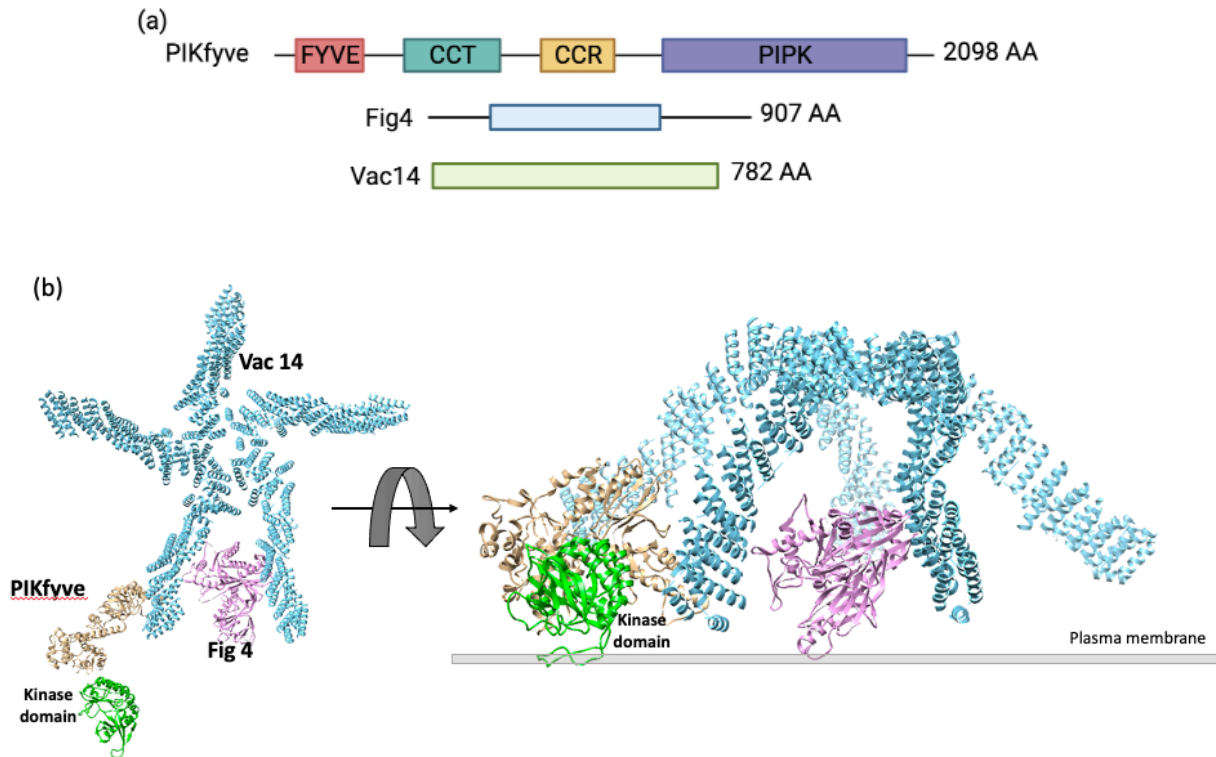 (a)
PIKfyve FYVE CCT CCR PIPK 2098 AA
Fig4 907 AA
Vac14 782 AA
(b)
Vac 14
PIKfyve
Fig 4
Kinase
domain
Kinase
domain
Plasma membrane